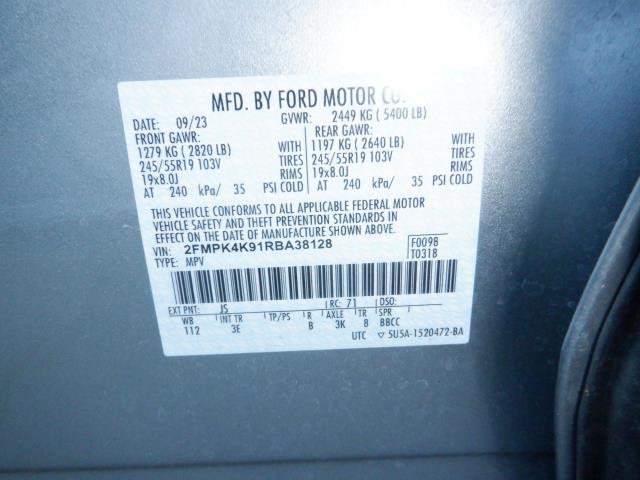 MFD. BY FORD MOTOR CO.
DATE: 09/23 GVWR: 2449 KG ( 5400 LB)
FRONT GAWR: REAR GAWR:
1279 KG ( 2820 LB) WITH 1197 KG ( 2640 LB) WITH
245/55R19 103V TIRES 245/55R19 103V TIRES
19x8.0J RIMS 19x8.0J RIMS
AT 240 kPa/ 35 PSI COLD AT 240 kPa/ 35 PSI COLD
THIS VEHICLE CONFORMS TO ALL APPLICABLE FEDERAL MOTOR
VEHICLE SAFETY AND THEFT PREVENTION STANDARDS IN
EFFECT ON THE DATE OF MANUFACTURE SHOWN ABOVE.
VIN: 2FMPK4K91RBA38128 F0098
TYPE: MPV T0318
EXT PNT: JS RC: 71 DSO:
WB INT TR TP/PS R AXLE TR SPR
112 3E B 3K 8 BBCC
UTC ▽ 5U5A-1520472-BA